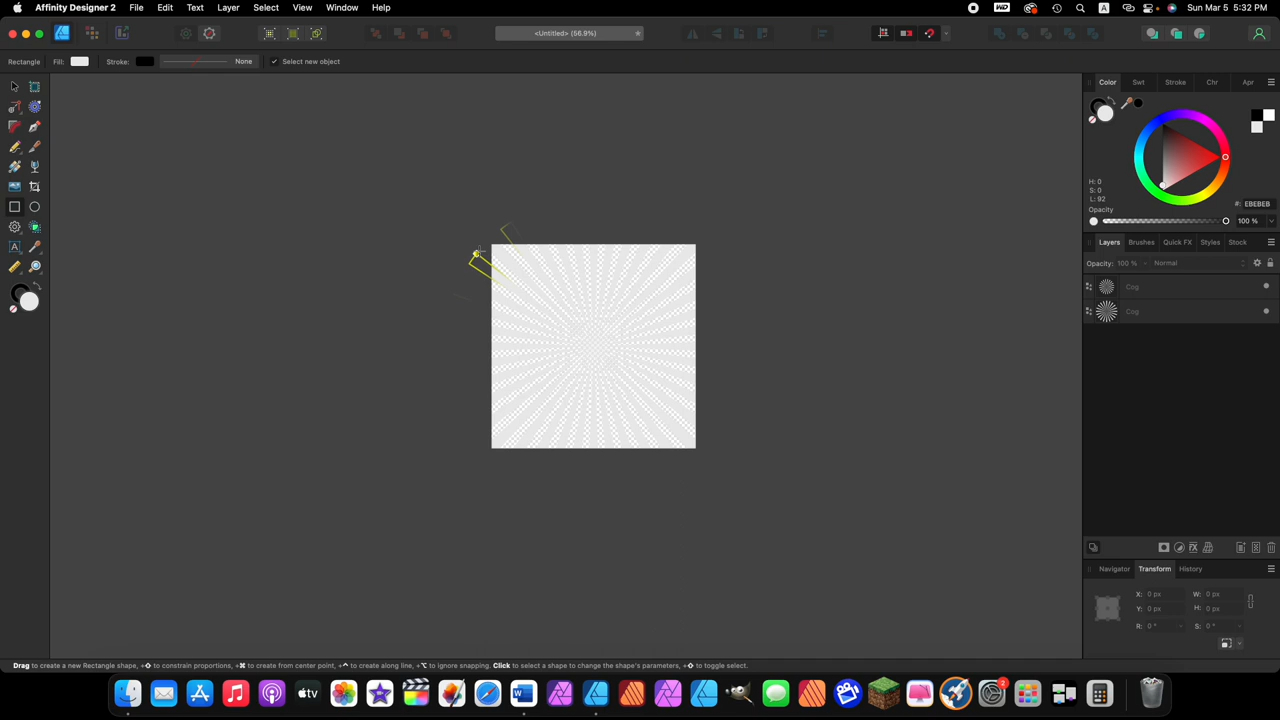 Affinity Designer 2 File Edit Text Layer Select View Window Help
WD A Sun Mar 5 5:32 PM
<Untitled> (56.9%)
Rectangle Fill: Stroke: None Select new object
Color Swt Stroke Chr Apr
H: 0
S: 0
L: 92
#: EBEBEB
Opacity
100 %
Layers Brushes Quick FX Styles Stock
Opacity: 100 % Normal
Cog
Cog
Navigator Transform History
X: 0 px W: 0 px
Y: 0 px H: 0 px
R: 0 ° S: 0 °
Drag to create a new Rectangle shape, +⇧ to constrain proportions, +⌘ to create from center point, +⌃ to create along line, +⌥ to ignore snapping. Click to select a shape to change the shape's parameters, +⇧ to toggle select.
tv W 2